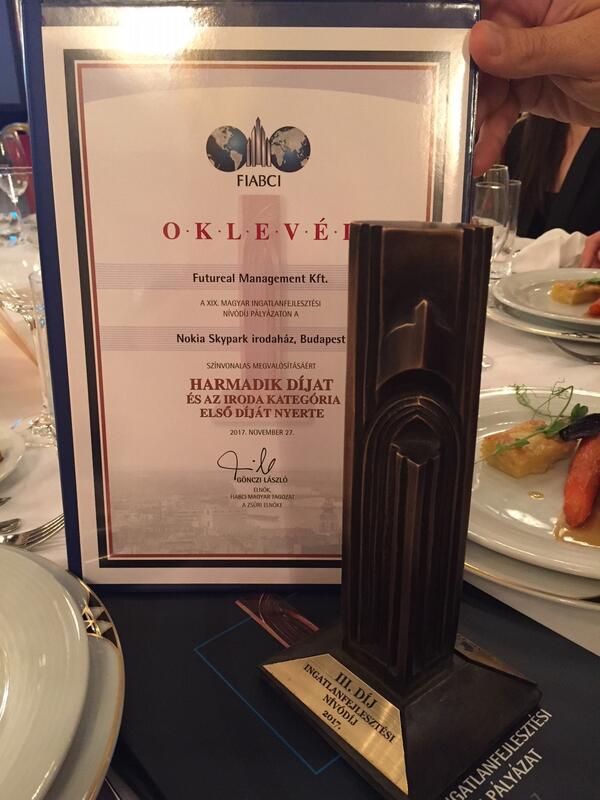 FIABCI
O·K·L·E·V·É·L
Futureal Management Kft.
A XIX. MAGYAR INGATLANFEJLESZTÉSI
NÍVÓDÍJ PÁLYÁZATON A
Nokia Skypark irodaház, Budapest
SZÍNVONALAS MEGVALÓSÍTÁSÁÉRT
HARMADIK DÍJAT
ÉS AZ IRODA KATEGÓRIA
ELSŐ DÍJÁT NYERTE
2017. NOVEMBER 27.
GÖNCZI LÁSZLÓ
ELNÖK,
FIABCI MAGYAR TAGOZAT,
A ZSŰRI ELNÖKE
III. DÍJ
INGATLANFEJLESZTÉSI
NÍVÓDÍJ
2017.
NGATLANFEJLESZTÉSI
PÁLYÁZAT